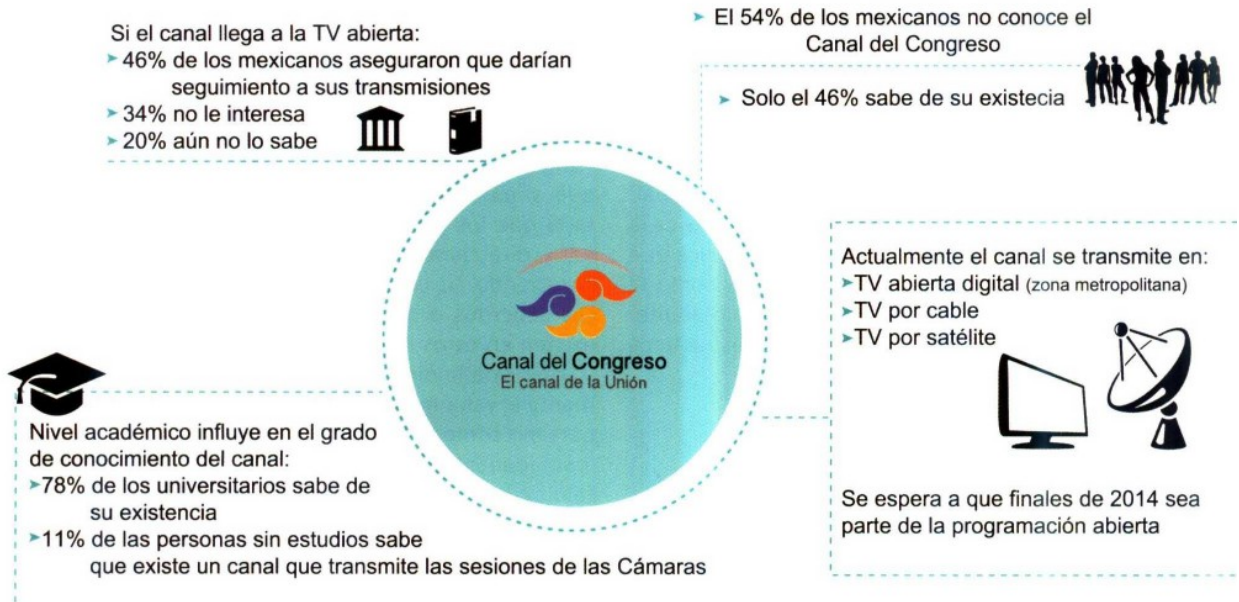 Si el canal llega a la TV abierta:
➤ 46% de los mexicanos aseguraron que darían
seguimiento a sus transmisiones
➤ 34% no le interesa
➤ 20% aún no lo sabe
➤ El 54% de los mexicanos no conoce el
Canal del Congreso
➤ Solo el 46% sabe de su existecia
Canal del Congreso
El canal de la Unión
Actualmente el canal se transmite en:
➤TV abierta digital (zona metropolitana)
➤TV por cable
➤TV por satélite
Se espera a que finales de 2014 sea
parte de la programación abierta
Nivel académico influye en el grado
de conocimiento del canal:
➤78% de los universitarios sabe de
su existencia
➤11% de las personas sin estudios sabe
que existe un canal que transmite las sesiones de las Cámaras